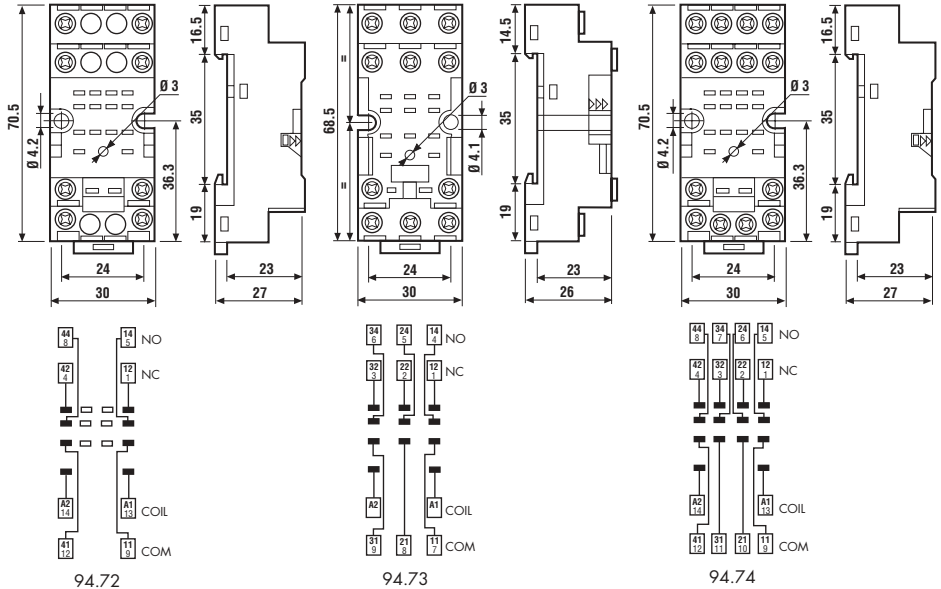 70.5
Ø 4.2
Ø 3
36.3
24
30
16.5
35
19
23
27
68.5
=
=
Ø 3
Ø 4.1
24
30
14.5
35
19
23
26
70.5
Ø 4.2
Ø 3
36.3
24
30
16.5
35
19
23
27
44 14 NO
8 5
42 12 NC
4 1
A2 A1 COIL
14 13
41 11 COM
12 9
94.72
34 24 14 NO
6 5 4
32 22 12 NC
3 2 1
A2 A1 COIL
31 21 11 COM
9 8 7
94.73
44 34 24 14 NO
8 7 6 5
42 32 22 12 NC
4 3 2 1
A2 A1 COIL
14 13
41 31 21 11 COM
12 11 10 9
94.74